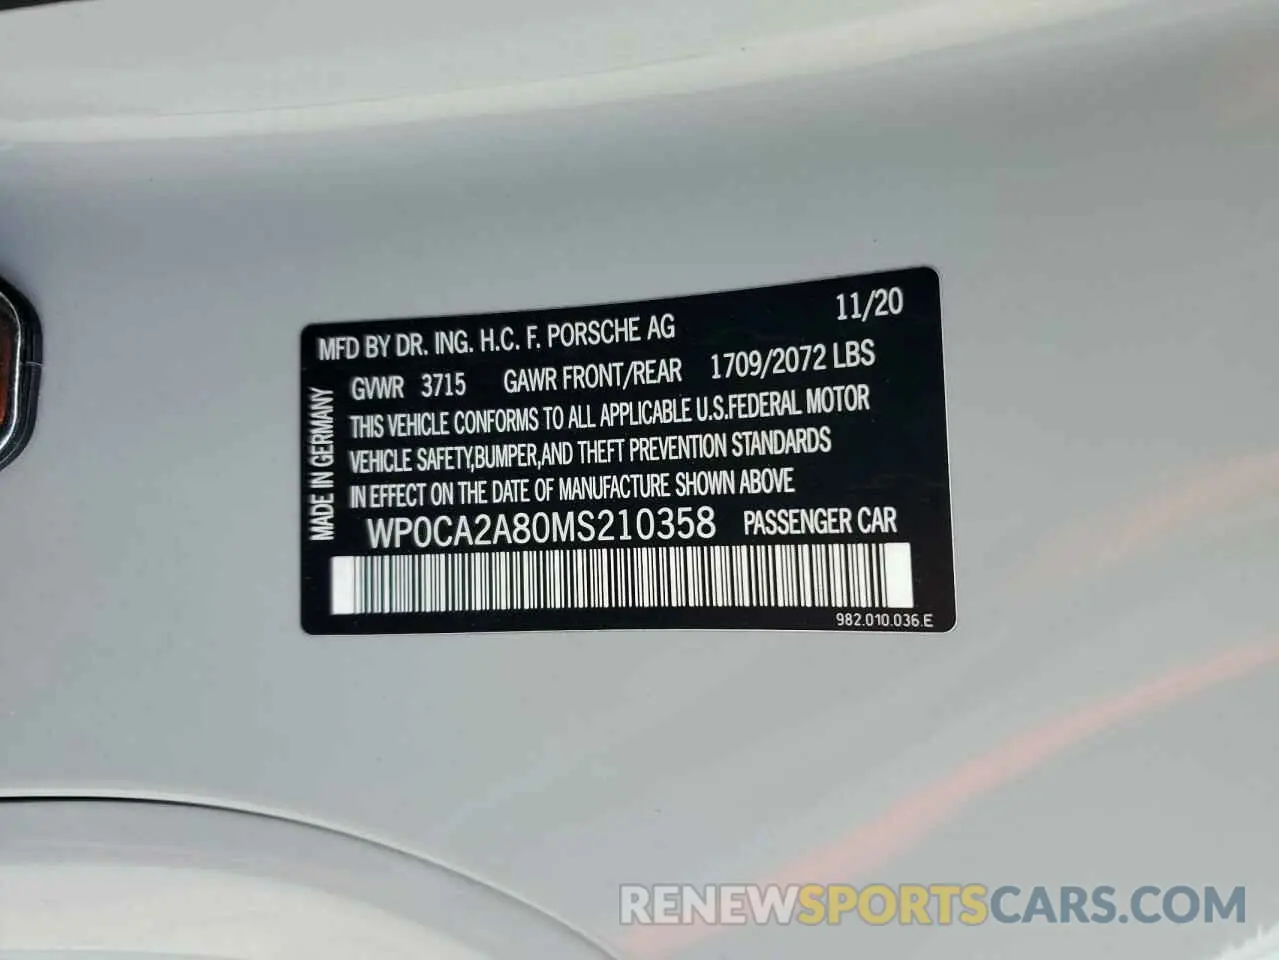 11/20
MFD BY DR. ING. H.C. F. PORSCHE AG
GVWR 3715 GAWR FRONT/REAR 1709/2072 LBS
THIS VEHICLE CONFORMS TO ALL APPLICABLE U.S.FEDERAL MOTOR
VEHICLE SAFETY,BUMPER,AND THEFT PREVENTION STANDARDS
IN EFFECT ON THE DATE OF MANUFACTURE SHOWN ABOVE
WP0CA2A80MS210358 PASSENGER CAR
MADE IN GERMANY
982.010.036.E
RENEWSPORTSCARS.COM